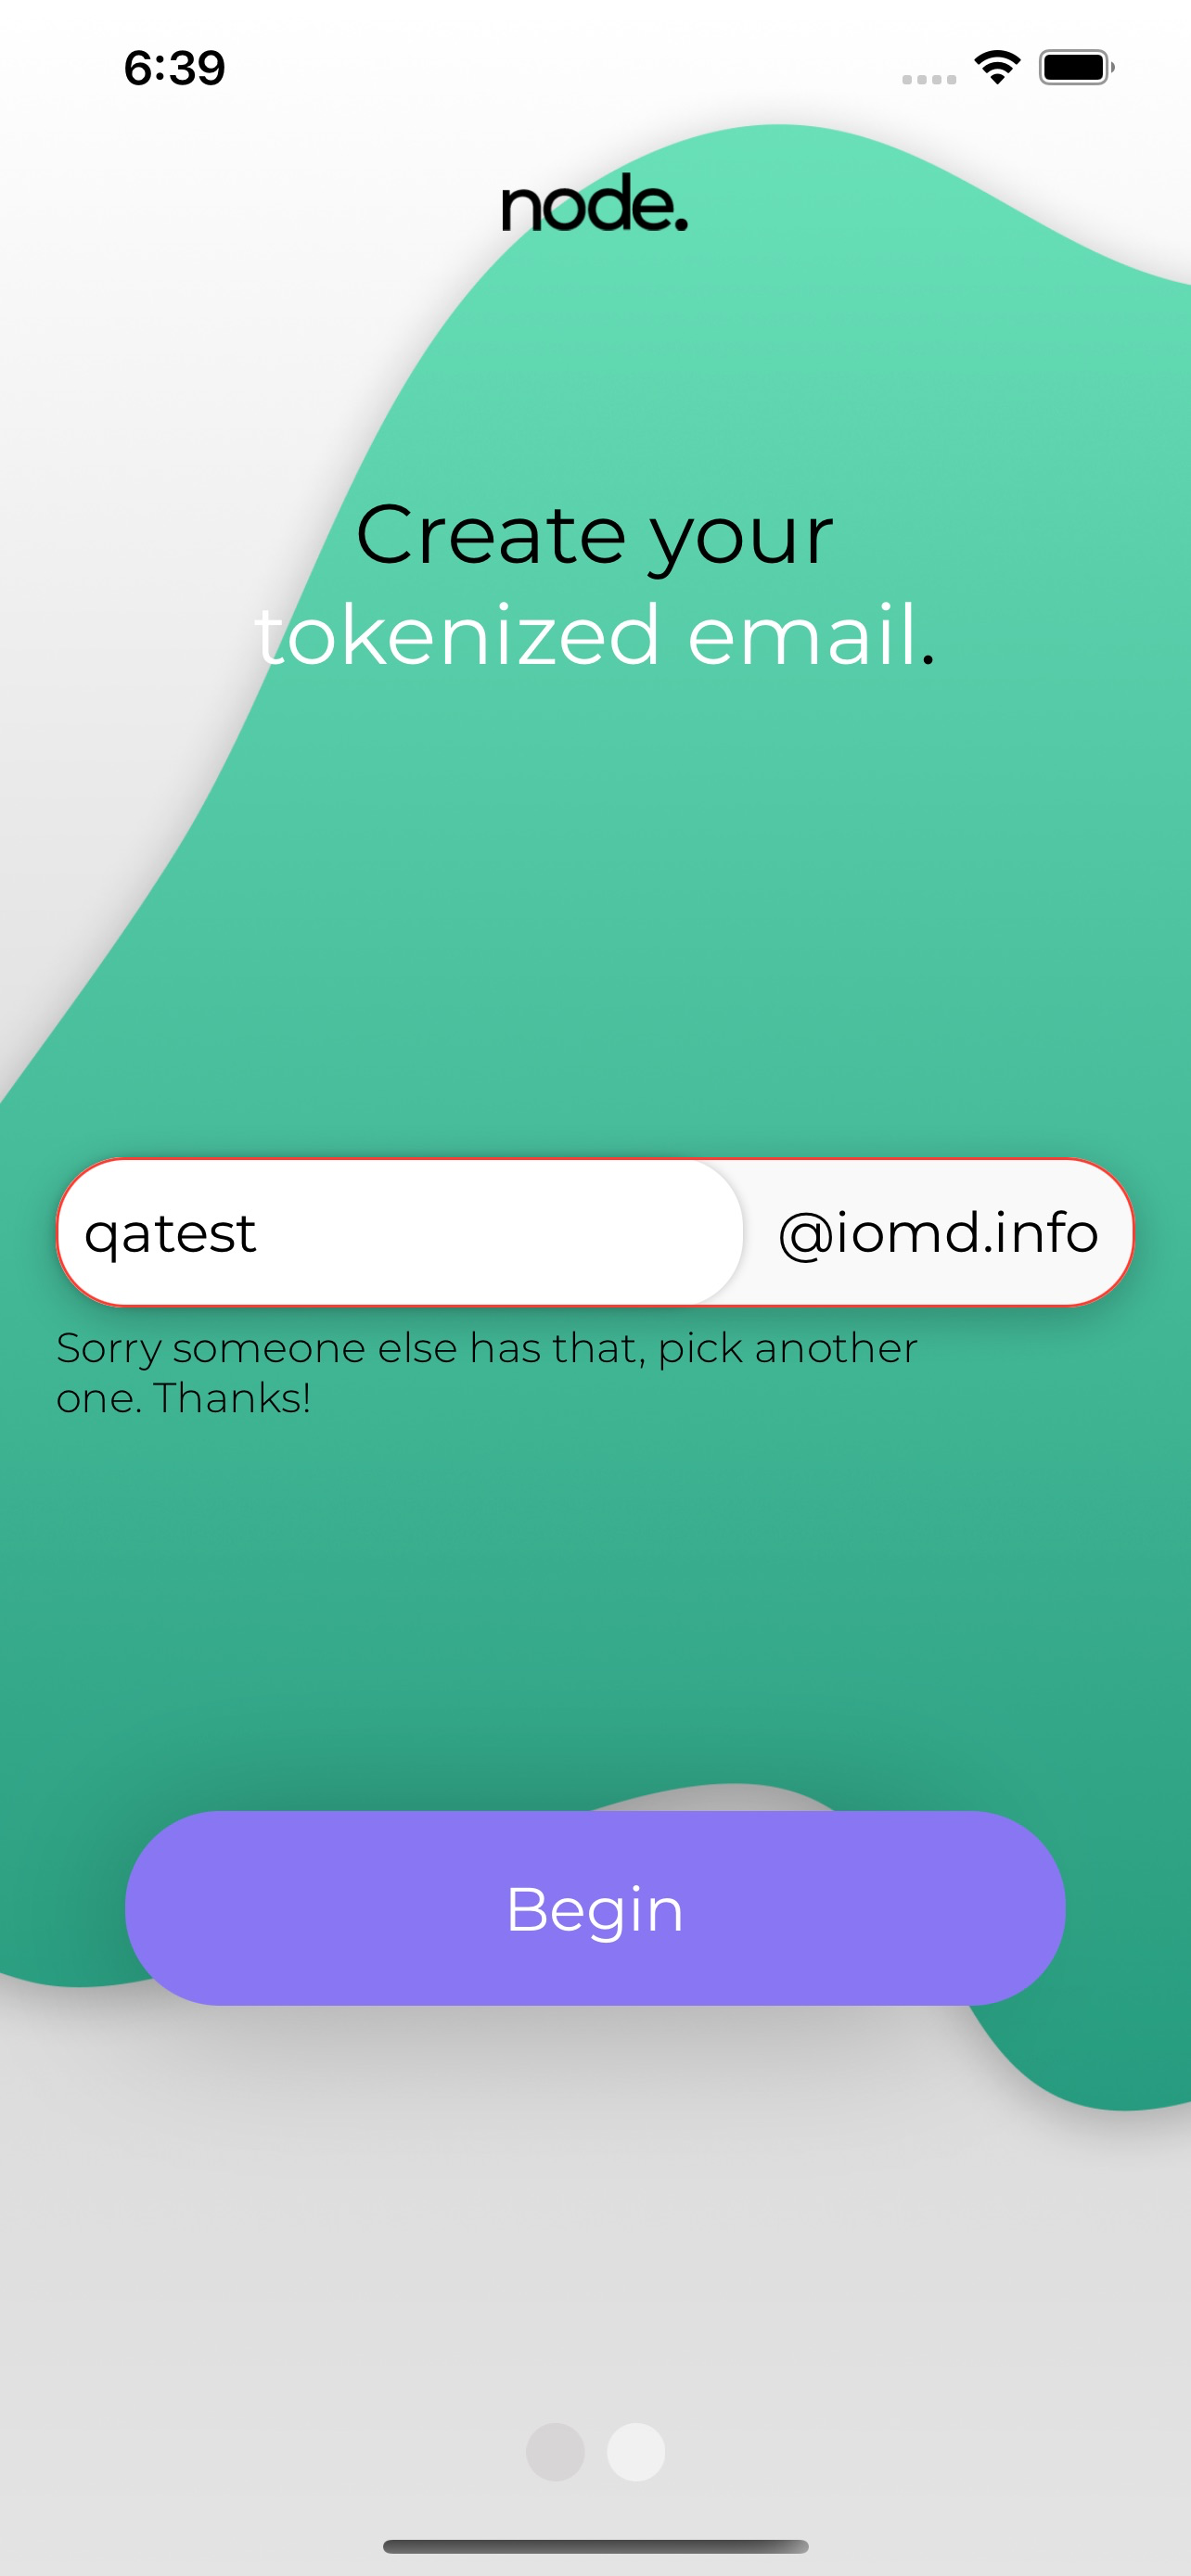 6:39
node.
Create your
tokenized email.
qatest
@iomd.info
Sorry someone else has that, pick another
one. Thanks!
Begin